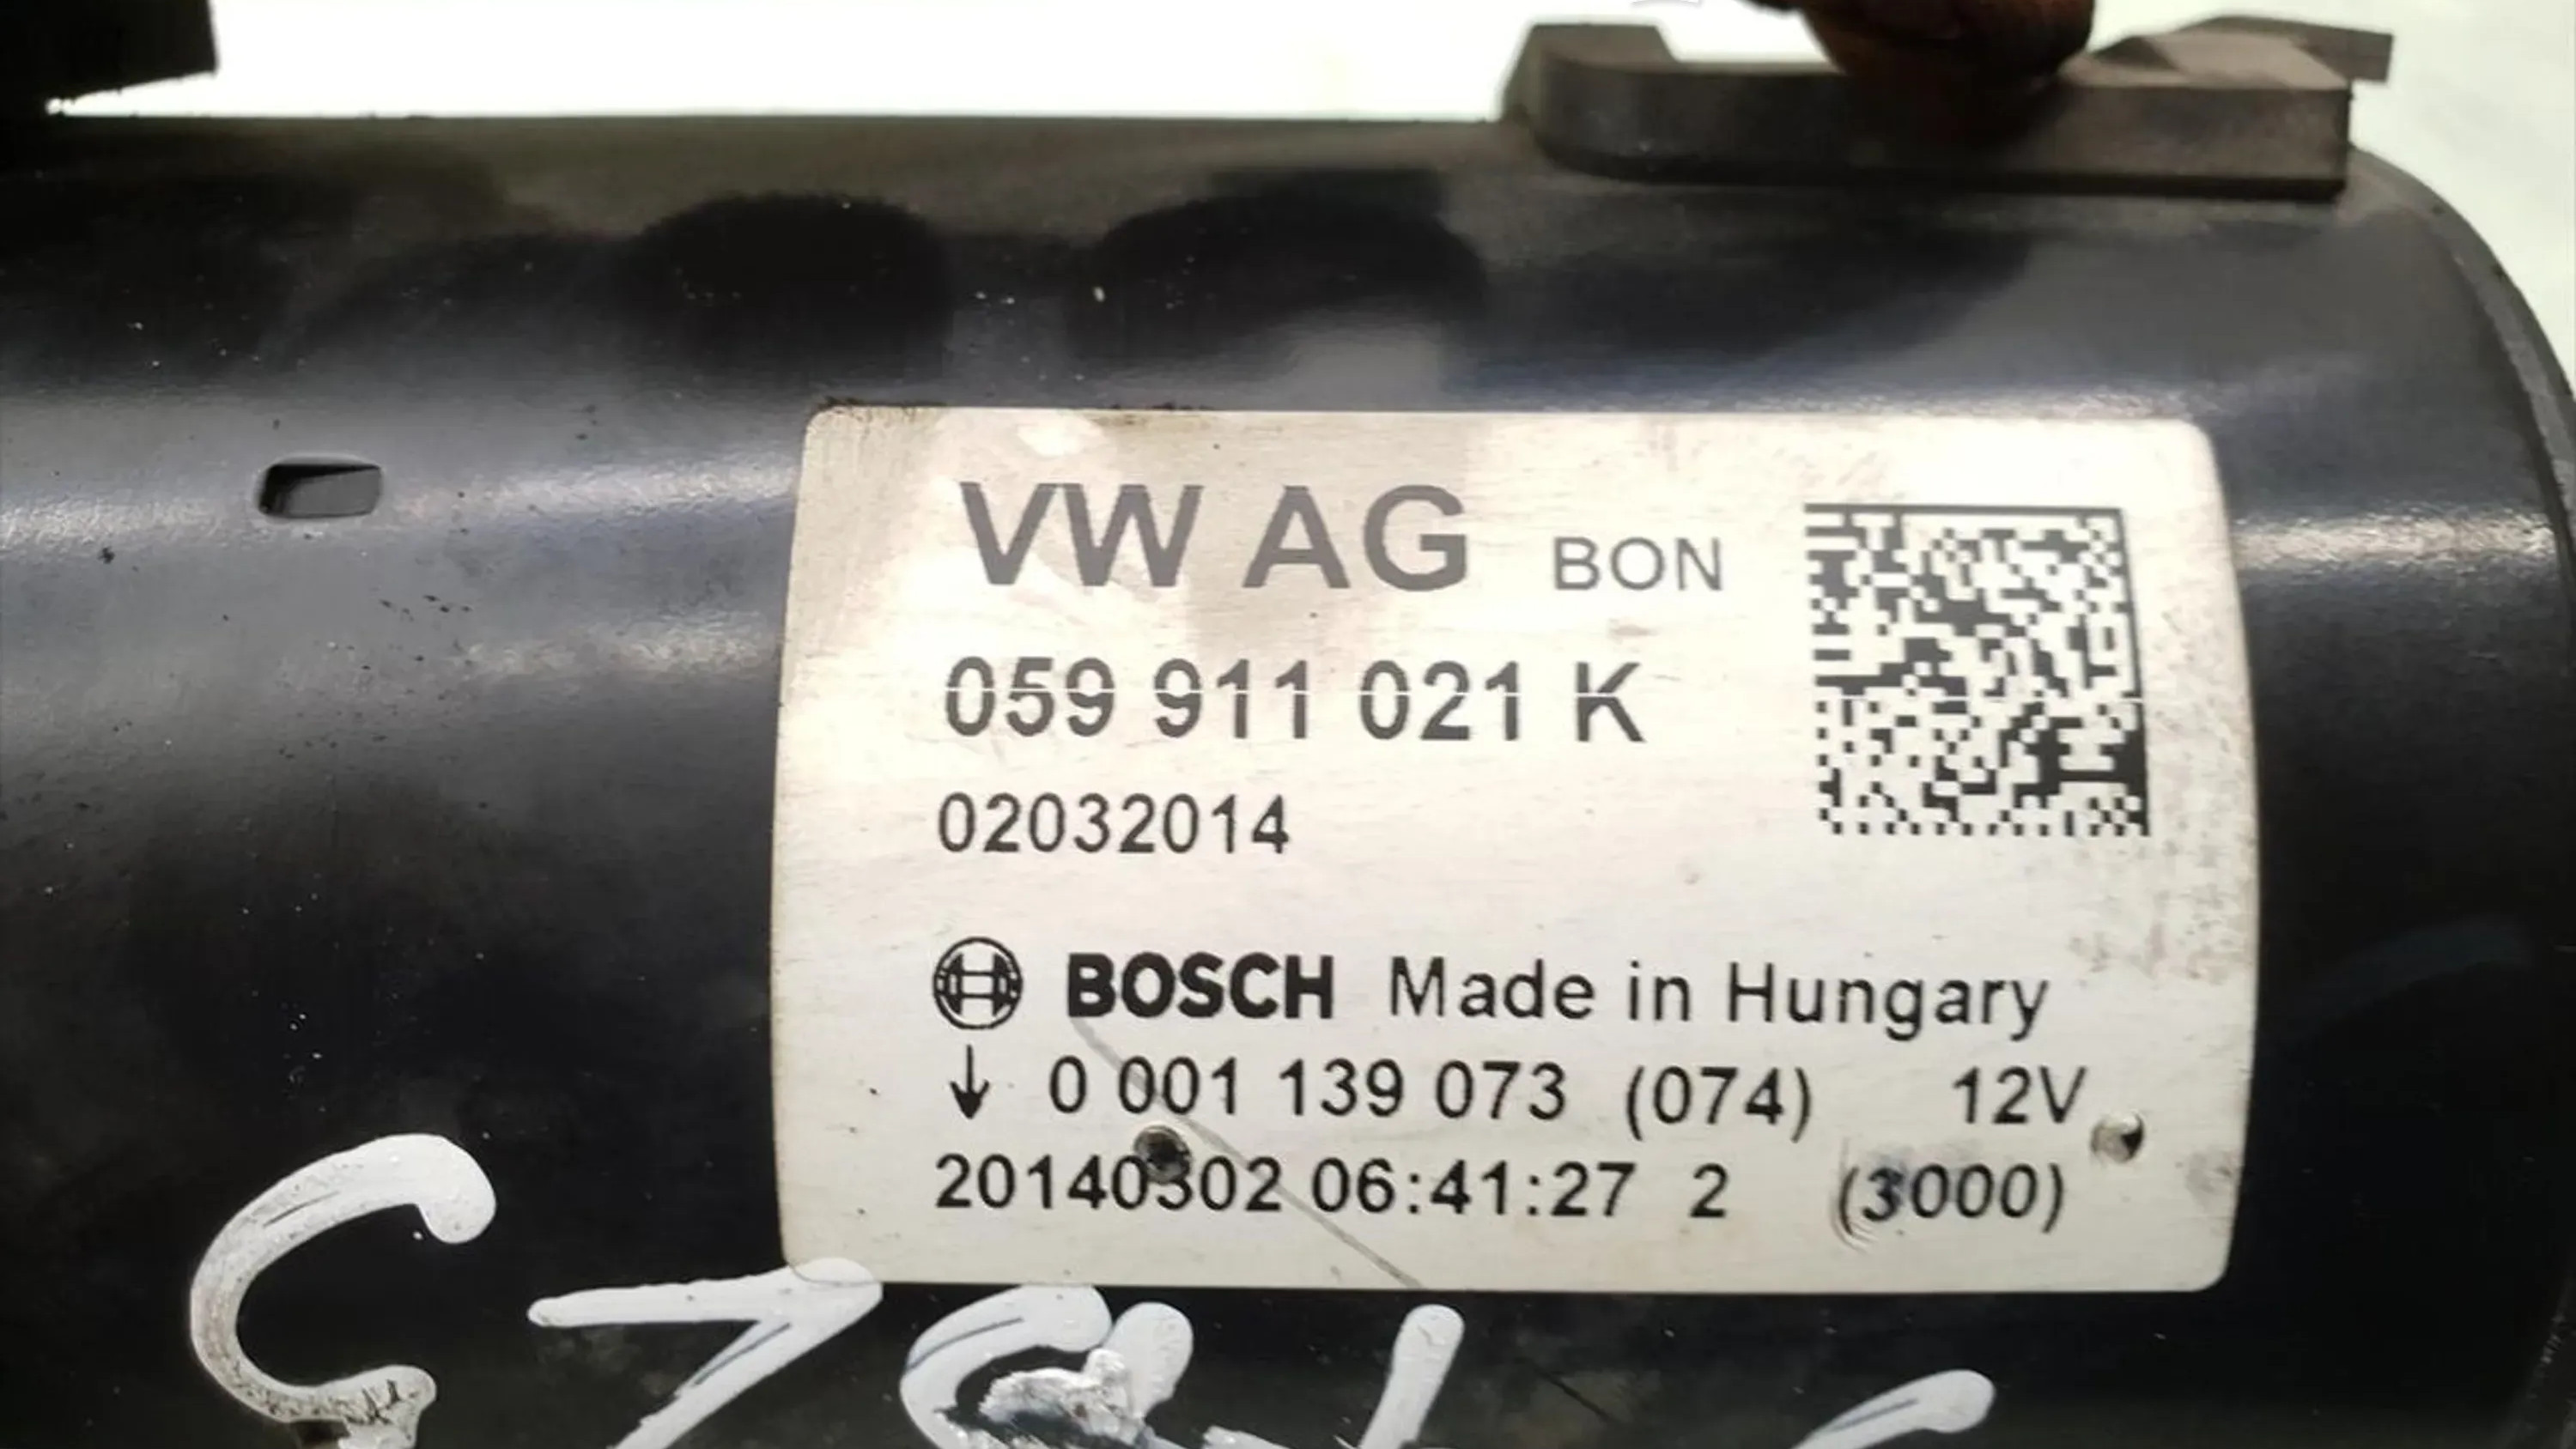 VW AG BON
059 911 021 K
02032014
BOSCH Made in Hungary
↓ 0 001 139 073 (074) 12V
20140302 06:41:27 2 (3000)